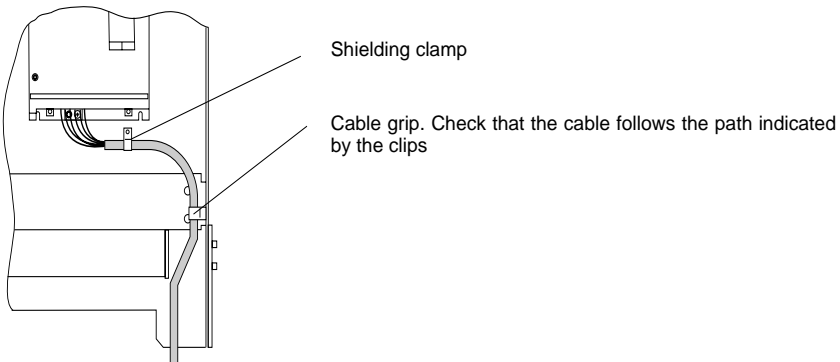 Shielding clamp
Cable grip. Check that the cable follows the path indicated
by the clips